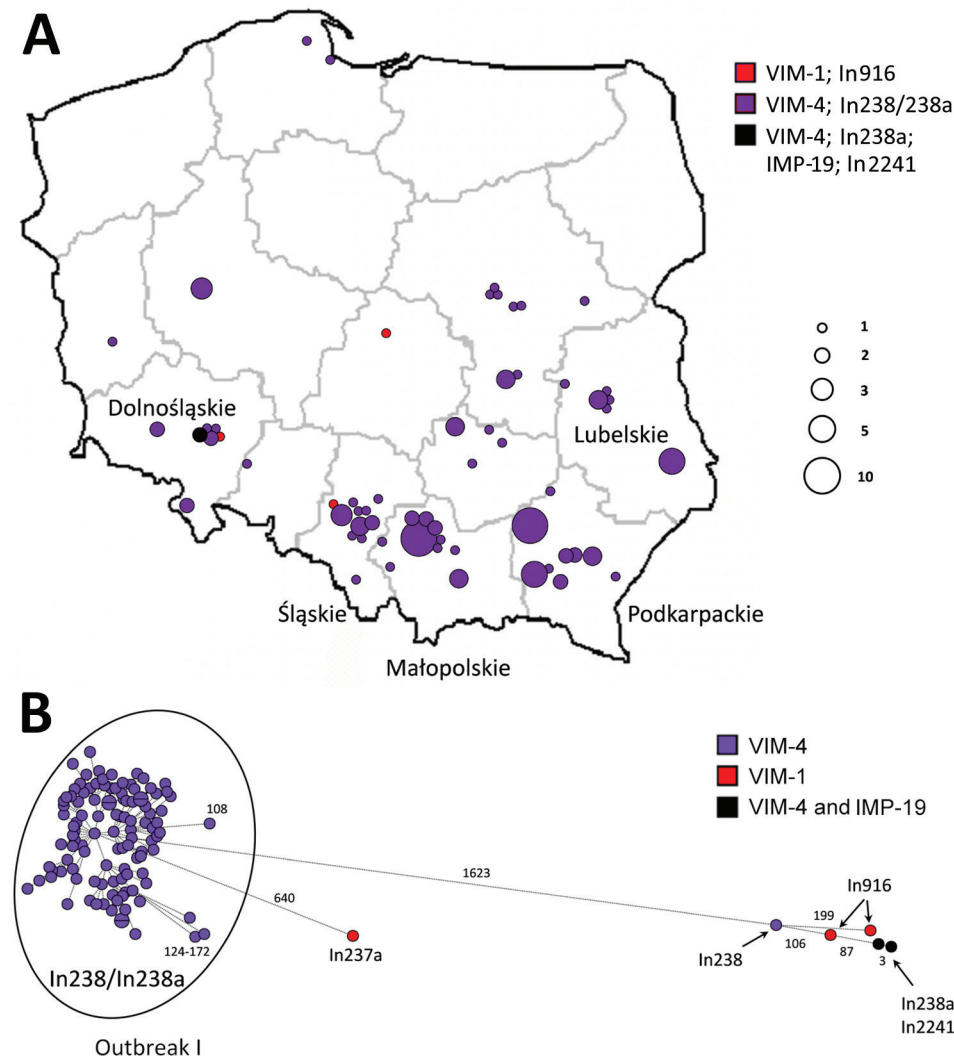 A
VIM-1; In916
VIM-4; In238/238a
VIM-4; In238a;
IMP-19; In2241
1
2
3
5
10
Dolnośląskie
Lubelskie
Śląskie
Podkarpackie
Małopolskie
B
VIM-4
VIM-1
VIM-4 and IMP-19
108
1623
In916
640
199
106
87
3
124-172
In237a
In238
In238/In238a
In238a
In2241
Outbreak I